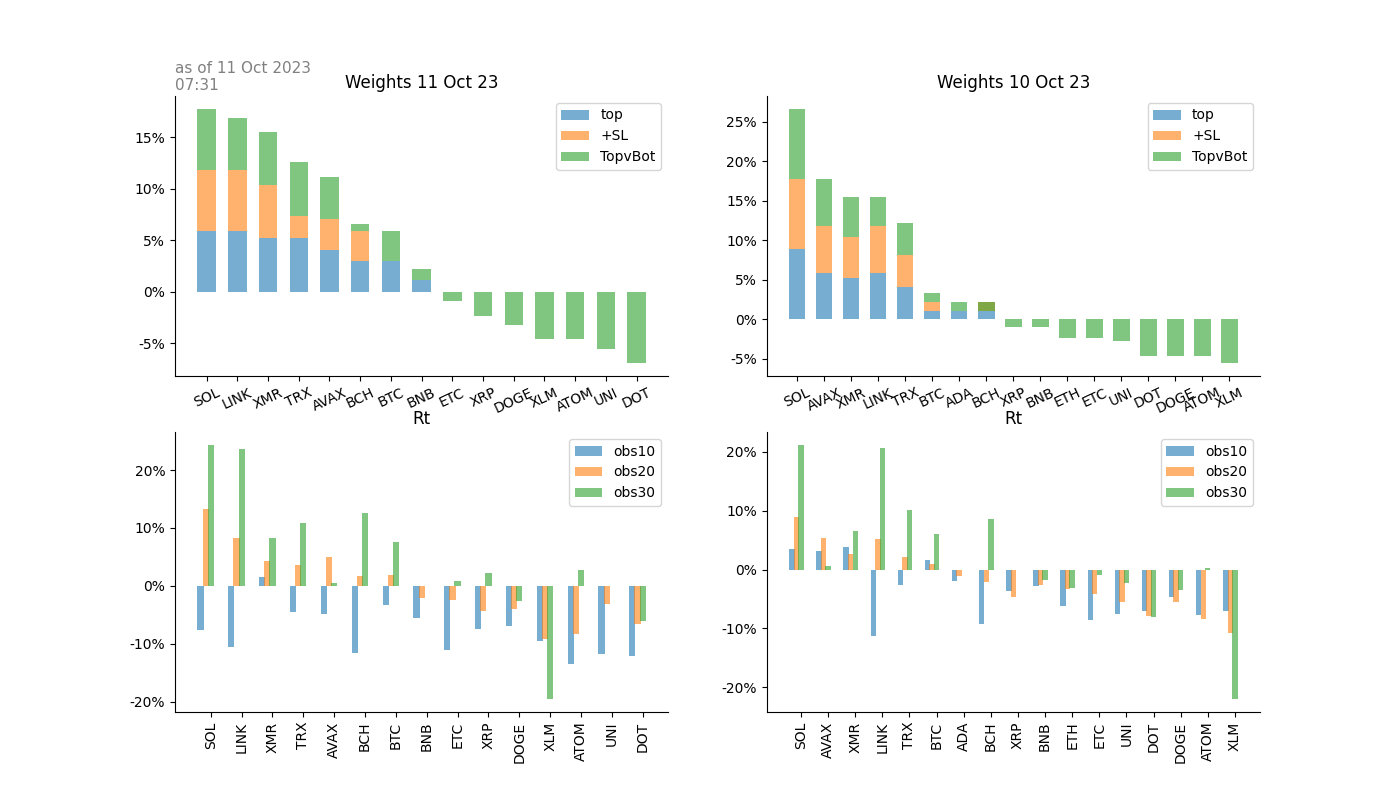 as of 11 Oct 2023
07:31
Weights 11 Oct 23
15%
10%
5%
0%
-5%
top
+SL
TopvBot
SOL LINK XMR TRX AVAX BCH BTC BNB ETC XRP DOGE XLM ATOM UNI DOT
Weights 10 Oct 23
25%
20%
15%
10%
5%
0%
-5%
top
+SL
TopvBot
SOL AVAX XMR LINK TRX BTC ADA BCH XRP BNB ETH ETC UNI DOT DOGE ATOM XLM
Rt
20%
10%
0%
-10%
-20%
obs10
obs20
obs30
SOL LINK XMR TRX AVAX BCH BTC BNB ETC XRP DOGE XLM ATOM UNI DOT
Rt
20%
10%
0%
-10%
-20%
obs10
obs20
obs30
SOL AVAX XMR LINK TRX BTC ADA BCH XRP BNB ETH ETC UNI DOT DOGE ATOM XLM